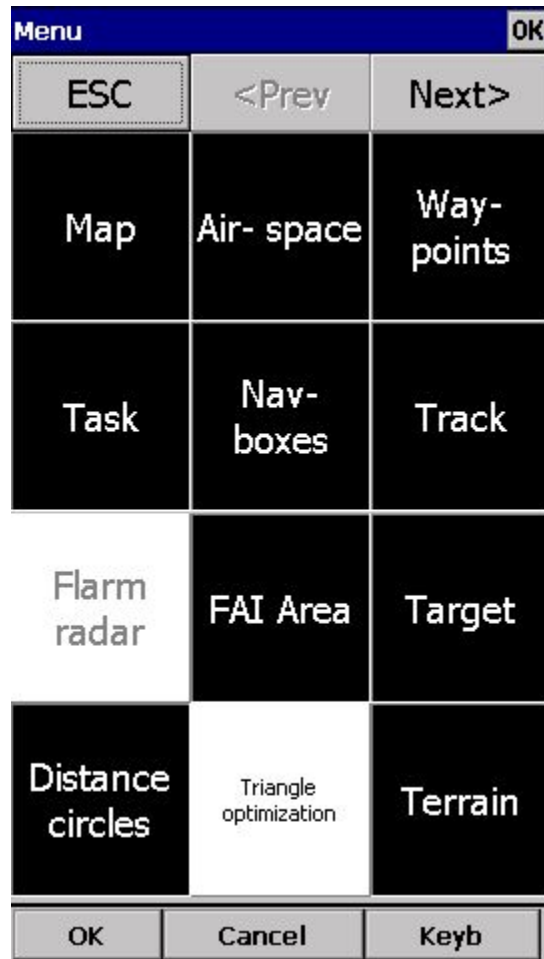 Menu OK
ESC <Prev Next>
Map Air- space Way-
points
Task Nav-
boxes Track
Flarm
radar FAI Area Target
Distance
circles Triangle
optimization Terrain
OK Cancel Keyb